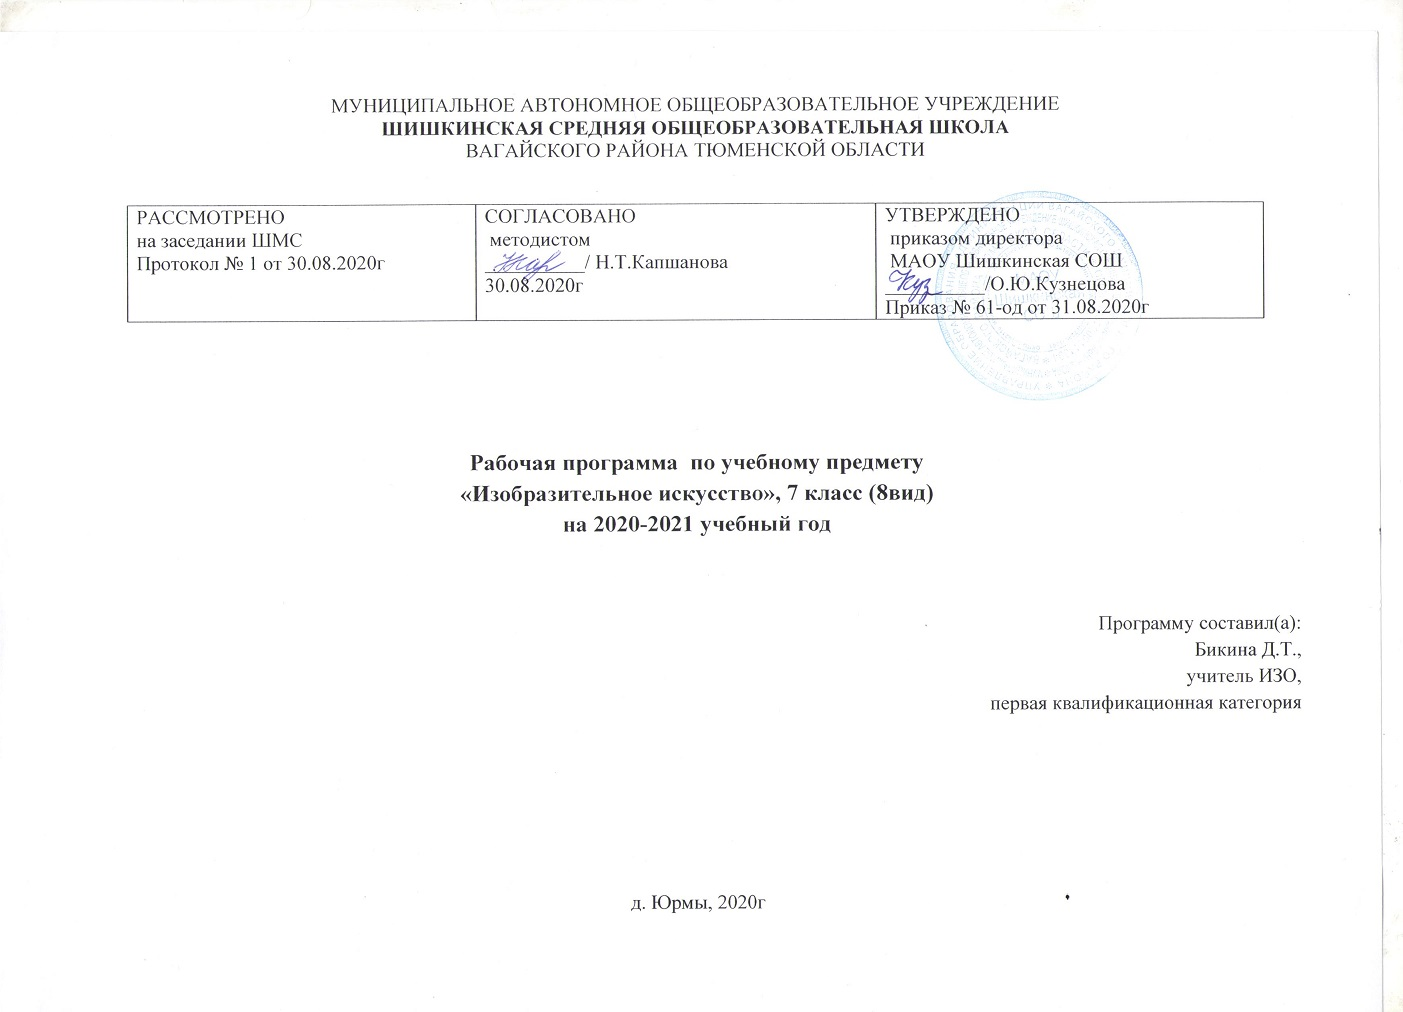 МУНИЦИПАЛЬНОЕ АВТОНОМНОЕ ОБЩЕОБРАЗОВАТЕЛЬНОЕ УЧРЕЖДЕНИЕ
ШИШКИНСКАЯ СРЕДНЯЯ ОБЩЕОБРАЗОВАТЕЛЬНАЯ ШКОЛА
ВАГАЙСКОГО РАЙОНА ТЮМЕНСКОЙ ОБЛАСТИ
РАССМОТРЕНО
на заседании ШМС
Протокол № 1 от 30.08.2020г
СОГЛАСОВАНО
методистом
__________/ Н.Т.Капшанова
30.08.2020г
УТВЕРЖДЕНО
приказом директора
МАОУ Шишкинская СОШ
__________/О.Ю.Кузнецова
Приказ № 61-од от 31.08.2020г
Рабочая программа по учебному предмету
«Изобразительное искусство», 7 класс (8вид)
на 2020-2021 учебный год
Программу составил(а):
Бикина Д.Т.,
учитель ИЗО,
первая квалификационная категория
д. Юрмы, 2020г